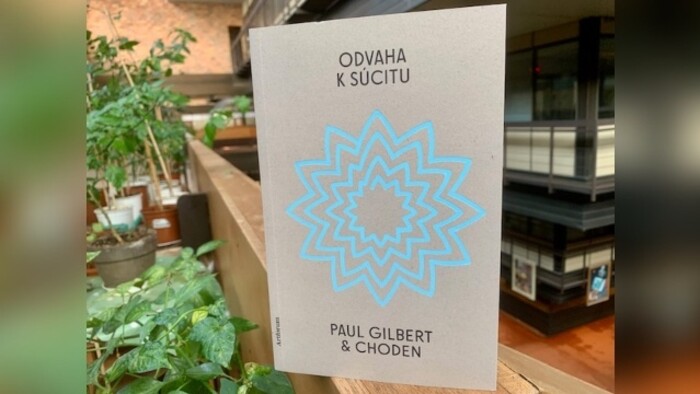 ODVAHA
K SÚCITU
PAUL GILBERT
& CHODEN